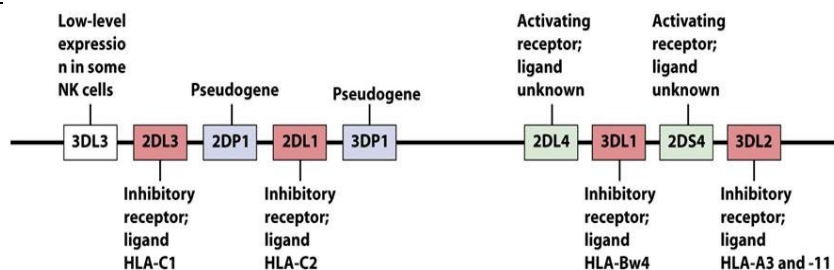 Low-level
expressio
n in some
NK cells
Pseudogene
Pseudogene
Activating
receptor;
ligand
unknown
Activating
receptor;
ligand
unknown
3DL3
2DL3
2DP1
2DL1
3DP1
2DL4
3DL1
2DS4
3DL2
Inhibitory
receptor;
ligand
HLA-C1
Inhibitory
receptor;
ligand
HLA-C2
Inhibitory
receptor;
ligand
HLA-Bw4
Inhibitory
receptor;
ligand
HLA-A3 and -11